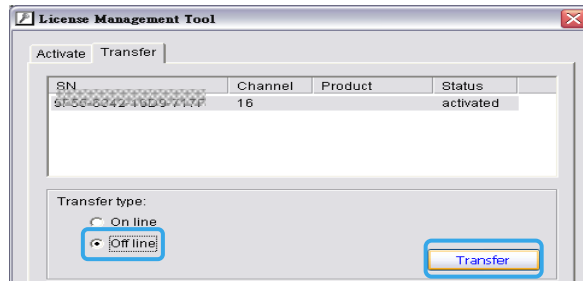 License Management Tool
Activate Transfer
SN Channel Product Status
16 activated
Transfer type:
On line
Off line
Transfer